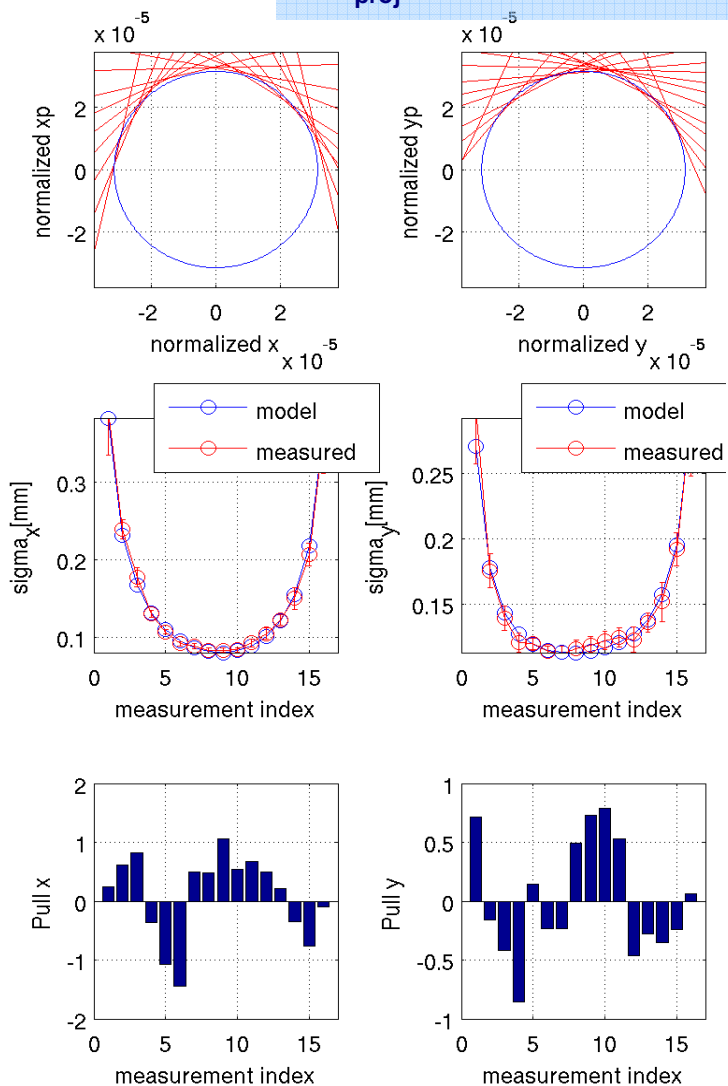 proj
x 10^-5 x 10^-5
normalized xp normalized yp
2 2
0 0
-2 -2
-2 0 2 -2 0 2
normalized x x 10^-5 normalized y x 10^-5
model model
measured measured
sigma_x[mm] sigma_y[mm]
0.3 0.25
0.2 0.2
0.1 0.15
0 5 10 15 0 5 10 15
measurement index measurement index
Pull x Pull y
2 1
1 0.5
0 0
-1 -0.5
-2 -1
0 5 10 15 0 5 10 15
measurement index measurement index